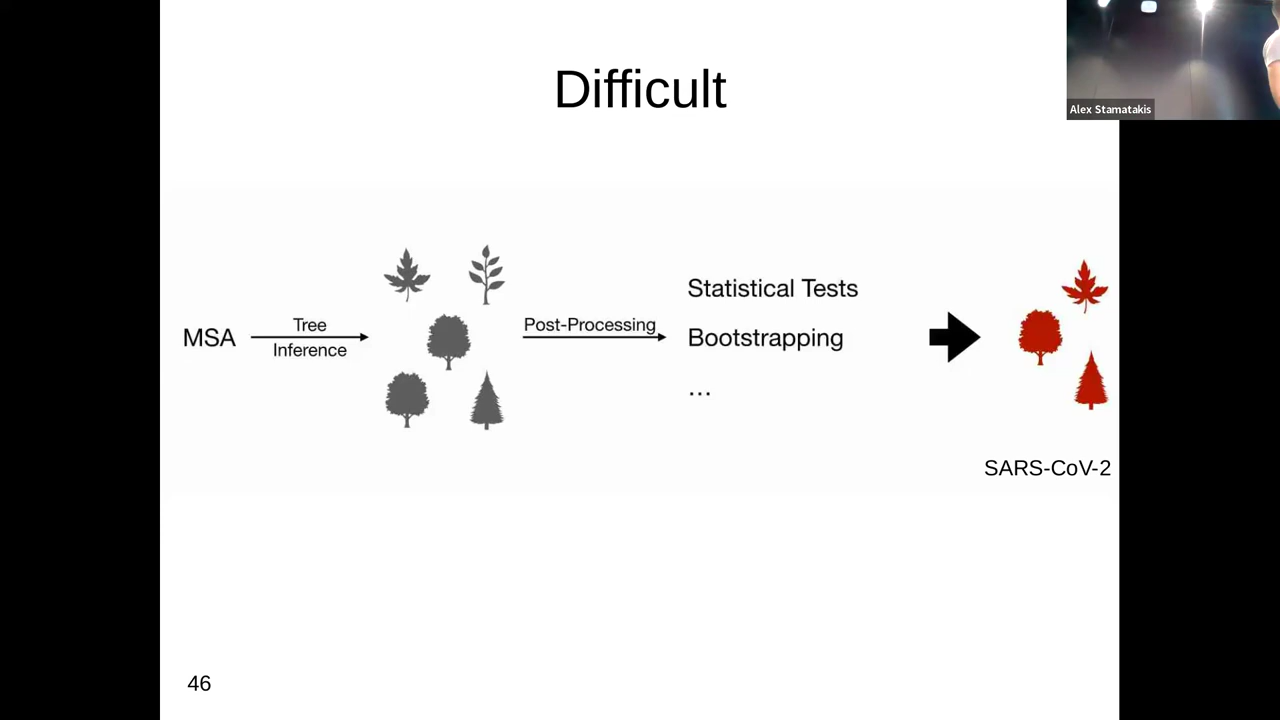 Difficult
Alex Stamatakis
MSA
Tree
Inference
Post-Processing
Statistical Tests
Bootstrapping
...
SARS-CoV-2
46